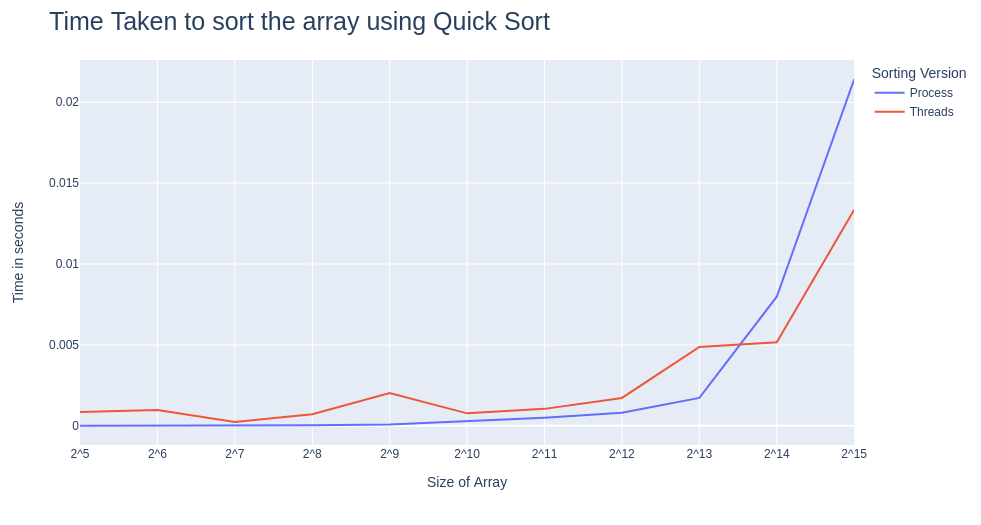 Time Taken to sort the array using Quick Sort
Sorting Version
Process
Threads
0.02
0.015
0.01
0.005
0
Time in seconds
2^5 2^6 2^7 2^8 2^9 2^10 2^11 2^12 2^13 2^14 2^15
Size of Array